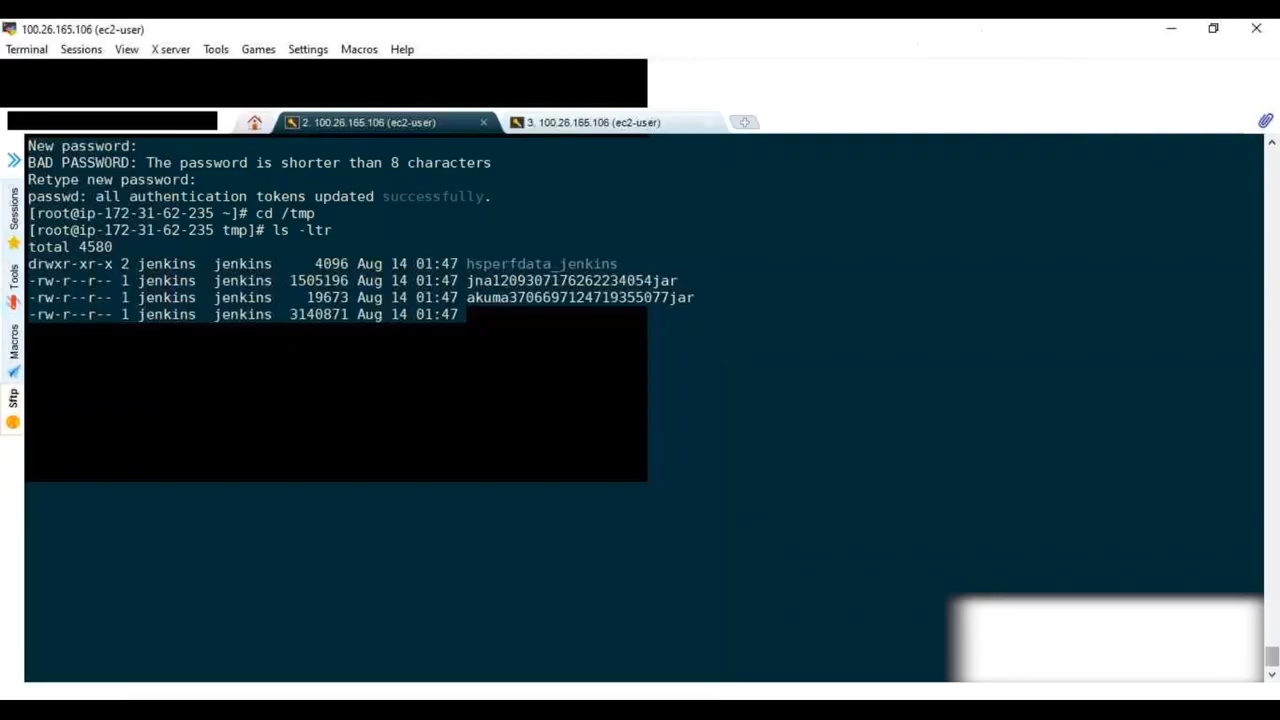 100.26.165.106 (ec2-user)
Terminal Sessions View X server Tools Games Settings Macros Help
2. 100.26.165.106 (ec2-user)
3. 100.26.165.106 (ec2-user)
Sessions
Tools
Macros
Sftp
New password:
BAD PASSWORD: The password is shorter than 8 characters
Retype new password:
passwd: all authentication tokens updated successfully.
[root@ip-172-31-62-235 ~]# cd /tmp
[root@ip-172-31-62-235 tmp]# ls -ltr
total 4580
drwxr-xr-x 2 jenkins jenkins 4096 Aug 14 01:47 hsperfdata_jenkins
-rw-r--r-- 1 jenkins jenkins 1505196 Aug 14 01:47 jna1209307176262234054jar
-rw-r--r-- 1 jenkins jenkins 19673 Aug 14 01:47 akuma3706697124719355077jar
-rw-r--r-- 1 jenkins jenkins 3140871 Aug 14 01:47